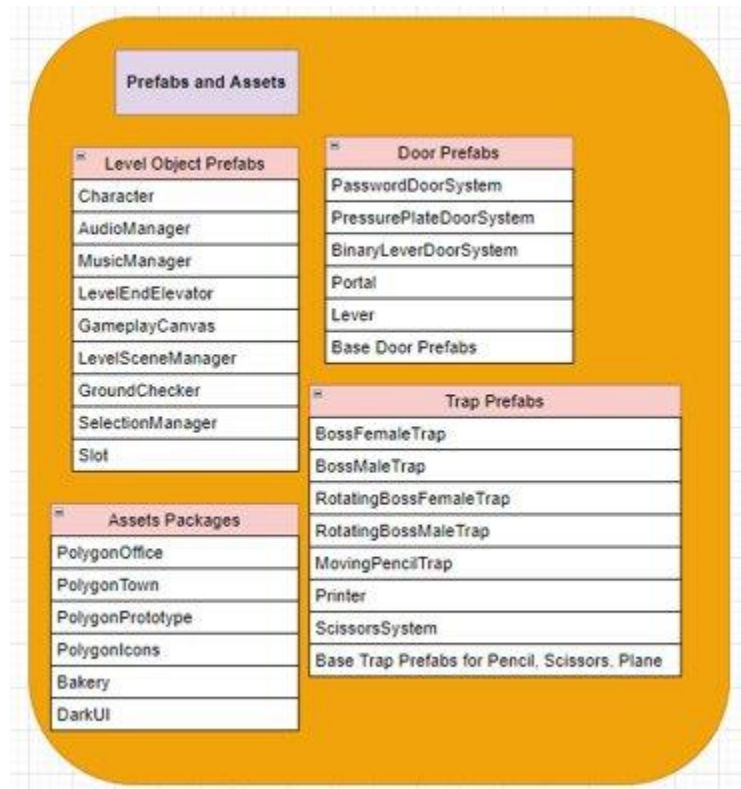 Prefabs and Assets
Level Object Prefabs
Character
AudioManager
MusicManager
LevelEndElevator
GameplayCanvas
LevelSceneManager
GroundChecker
SelectionManager
Slot
Door Prefabs
PasswordDoorSystem
PressurePlateDoorSystem
BinaryLeverDoorSystem
Portal
Lever
Base Door Prefabs
Trap Prefabs
BossFemaleTrap
BossMaleTrap
RotatingBossFemaleTrap
RotatingBossMaleTrap
MovingPencilTrap
Printer
ScissorsSystem
Base Trap Prefabs for Pencil, Scissors. Plane
Assets Packages
PolygonOffice
PolygonTown
PolygonPrototype
PolygonIcons
Bakery
DarkUI